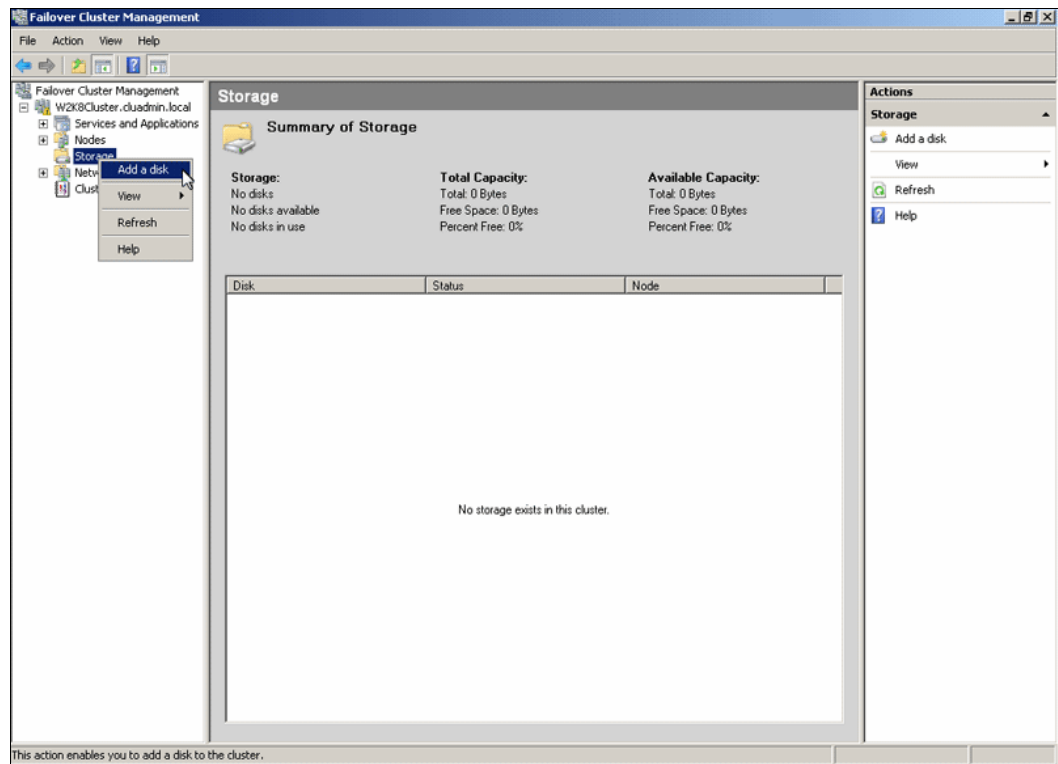 Failover Cluster Management
File Action View Help
Failover Cluster Management
W2K8Cluster.cluadmin.local
Services and Applications
Nodes
Storage
Netw
Clust
Add a disk
View
Refresh
Help
Storage
Summary of Storage
Storage: Total Capacity: Available Capacity:
No disks Total: 0 Bytes Total: 0 Bytes
No disks available Free Space: 0 Bytes Free Space: 0 Bytes
No disks in use Percent Free: 0% Percent Free: 0%
Disk Status Node
No storage exists in this cluster.
Actions
Storage
Add a disk
View
Refresh
Help
This action enables you to add a disk to the cluster.